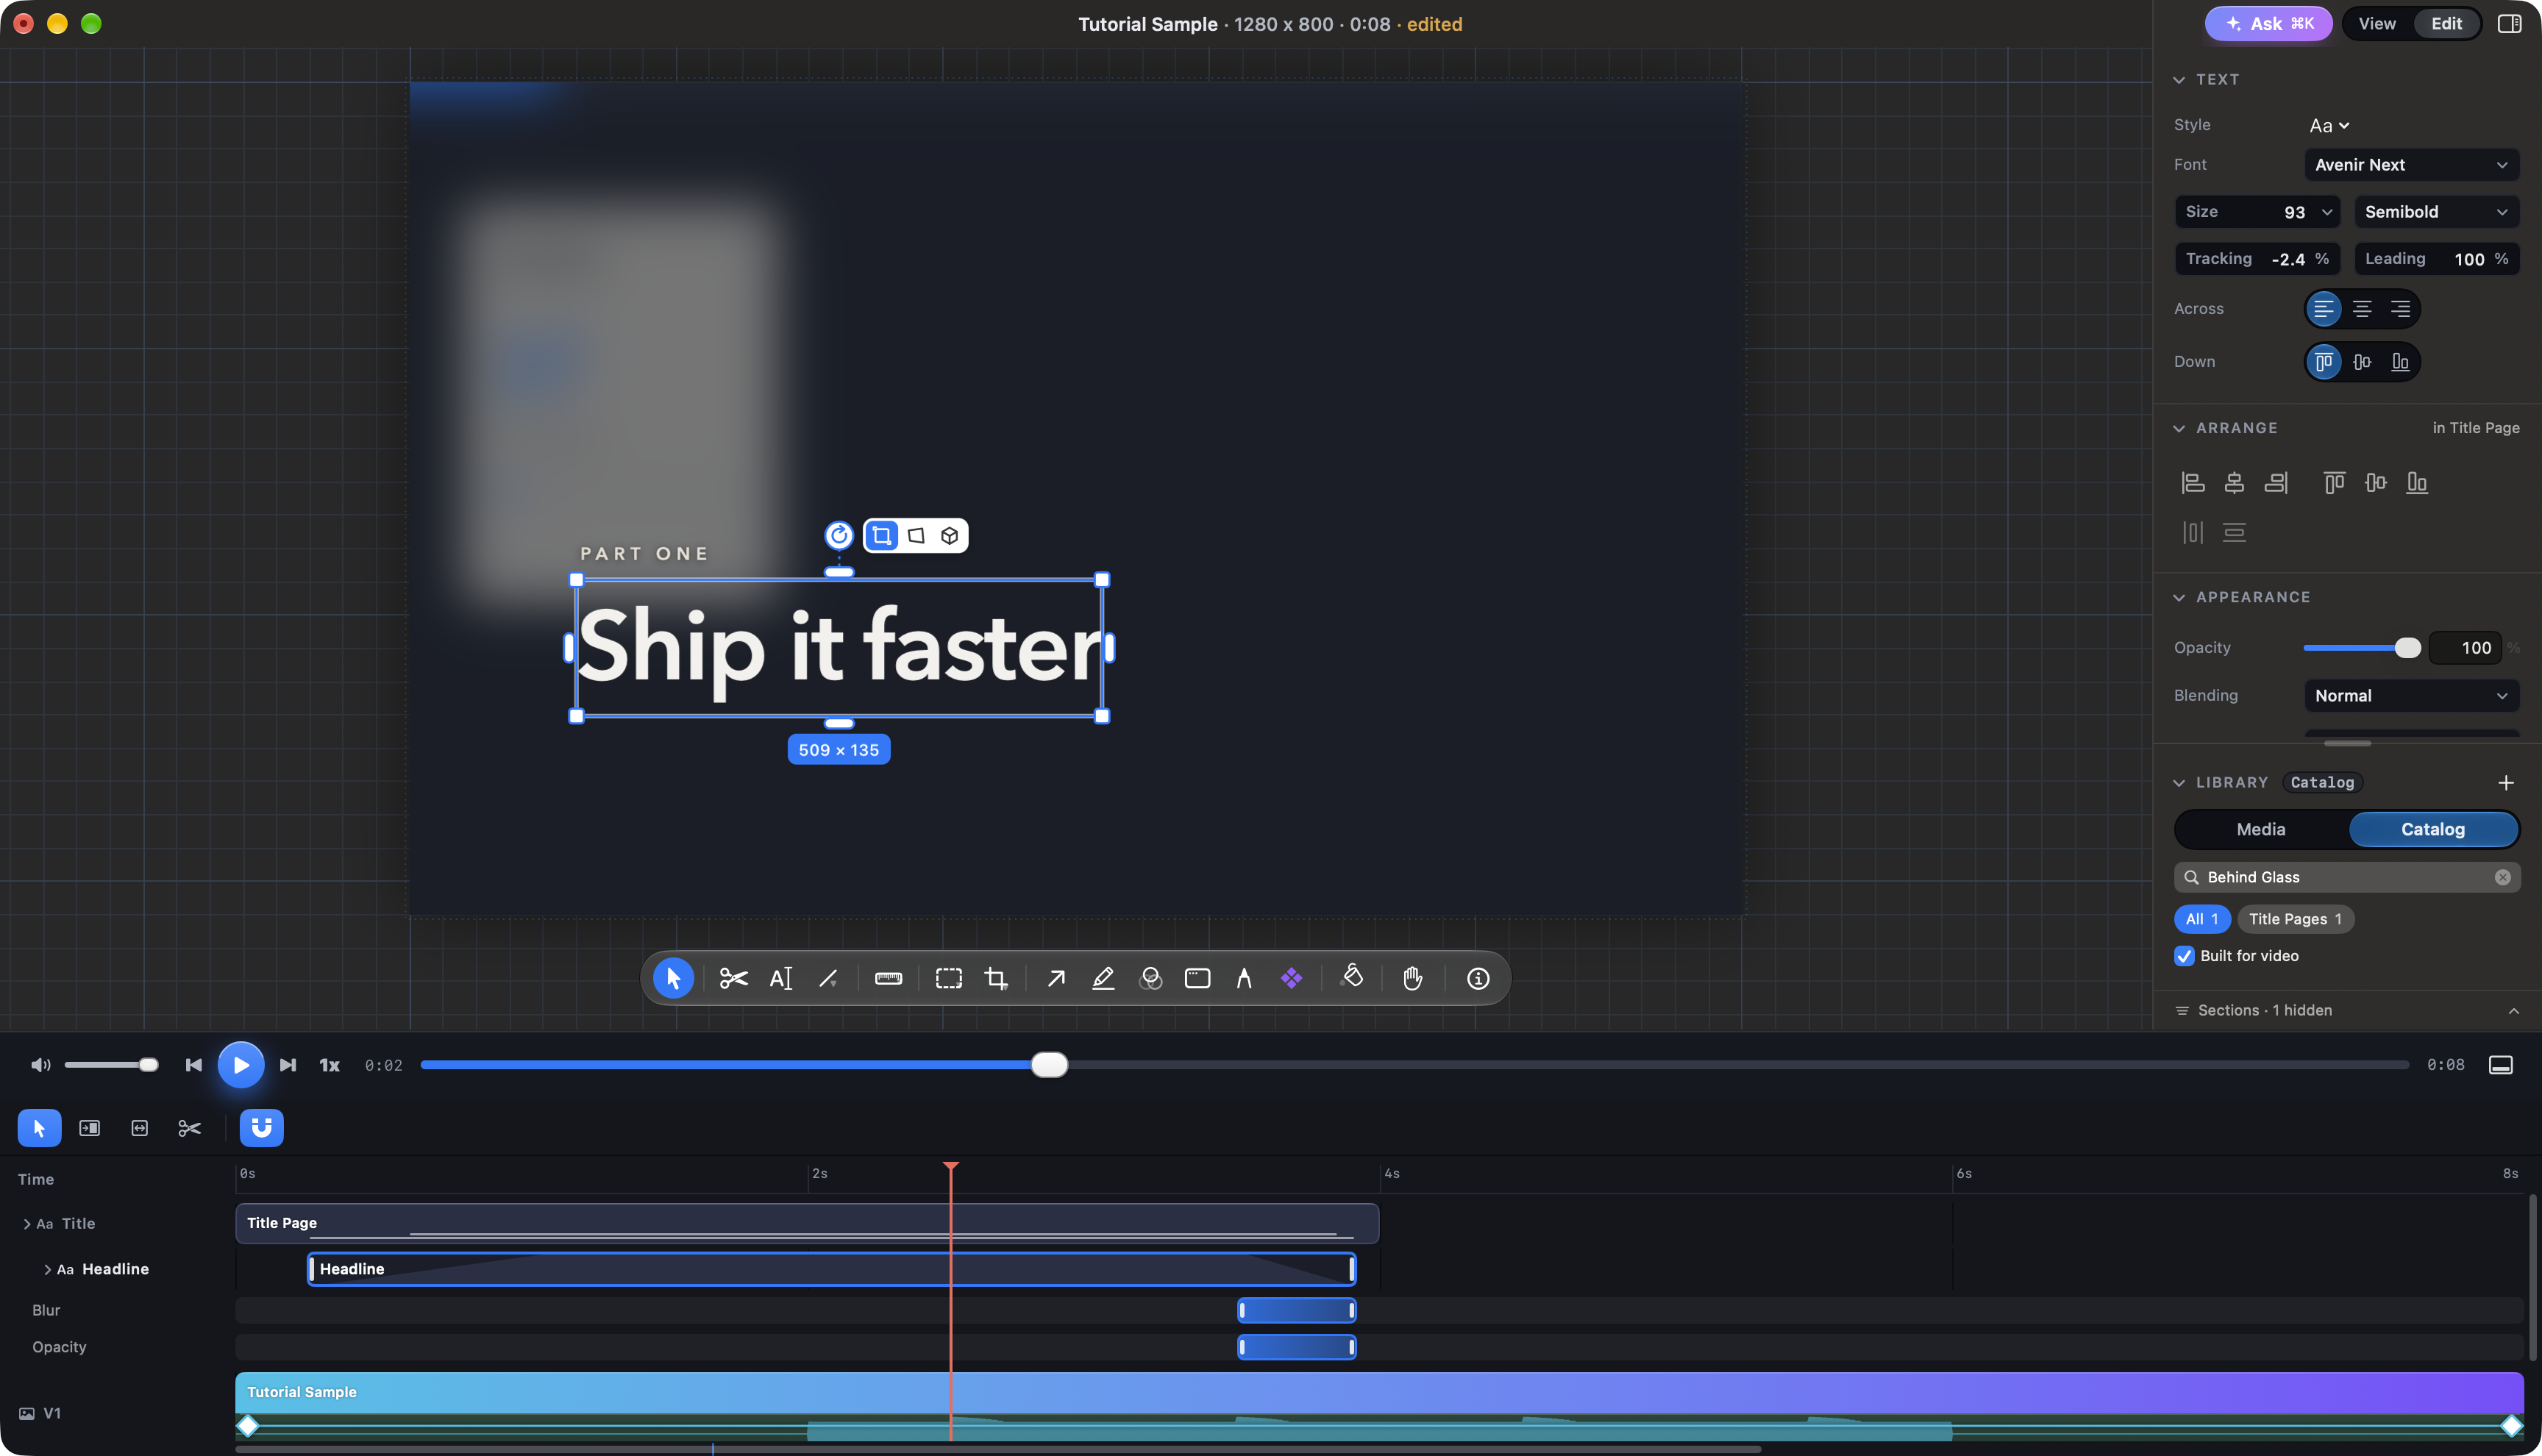 Tutorial Sample · 1280 x 800 · 0:08 · edited
Ask ⌘K
View
Edit
TEXT
Style
Aa
Font
Avenir Next
Size 93
Semibold
Tracking -2.4 %
Leading 100 %
Across
Down
ARRANGE
in Title Page
APPEARANCE
Opacity
100 %
Blending
Normal
PART ONE
Ship it faster
509 × 135
LIBRARY Catalog
Media
Catalog
Behind Glass
All 1
Title Pages 1
Built for video
Sections · 1 hidden
1x
0:02
0:08
Time
0s
2s
4s
6s
8s
Aa Title
Title Page
Aa Headline
Headline
Blur
Opacity
Tutorial Sample
V1